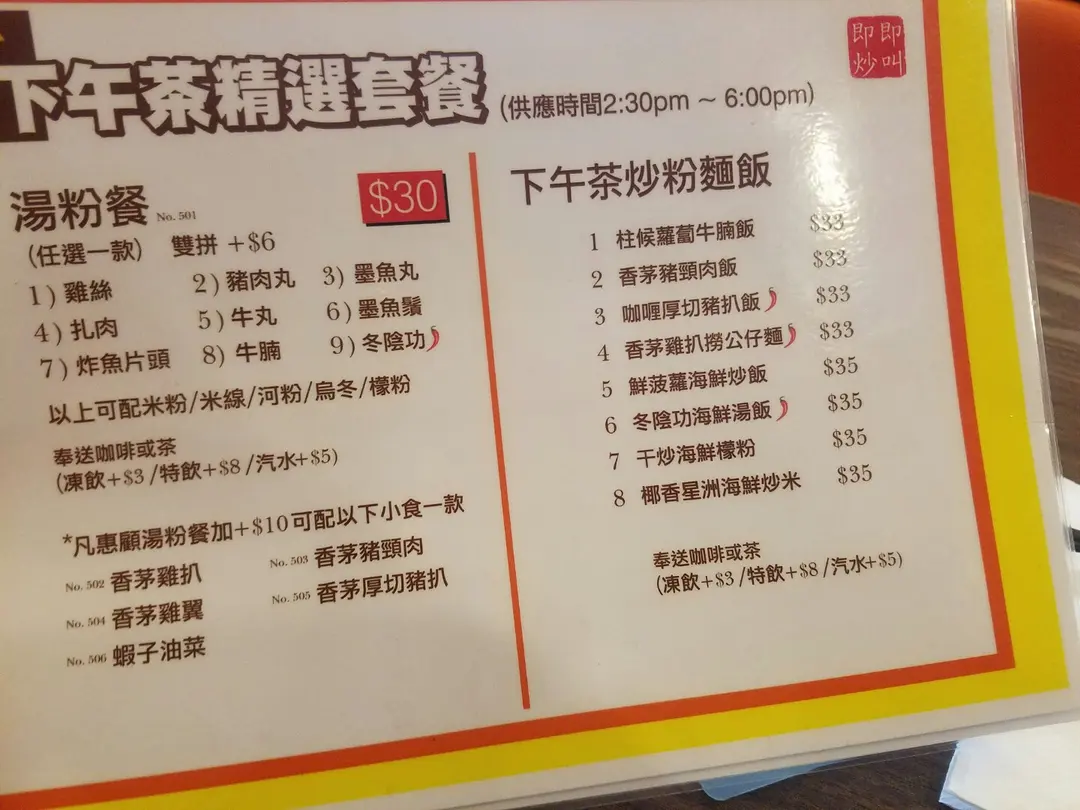 下午茶精選套餐 (供應時間2:30pm ~ 6:00pm)
即叫
即炒
湯粉餐 No. 501 $30
(任選一款) 雙拼 +$6
1) 雞絲 2) 豬肉丸 3) 墨魚丸
4) 扎肉 5) 牛丸 6) 墨魚鬚
7) 炸魚片頭 8) 牛腩 9) 冬陰功
以上可配米粉/米線/河粉/烏冬/檬粉
奉送咖啡或茶
(凍飲+$3 /特飲+$8 /汽水+$5)
*凡惠顧湯粉餐加+$10可配以下小食一款
No. 502 香茅雞扒 No. 503 香茅豬頸肉
No. 504 香茅雞翼 No. 505 香茅厚切豬扒
No. 506 蝦子油菜
下午茶炒粉麵飯
1 柱候蘿蔔牛腩飯 $33
2 香茅豬頸肉飯 $33
3 咖喱厚切豬扒飯 $33
4 香茅雞扒撈公仔麵 $33
5 鮮菠蘿海鮮炒飯 $35
6 冬陰功海鮮湯飯 $35
7 干炒海鮮檬粉 $35
8 椰香星洲海鮮炒米 $35
奉送咖啡或茶
(凍飲+$3 /特飲+$8 /汽水+$5)